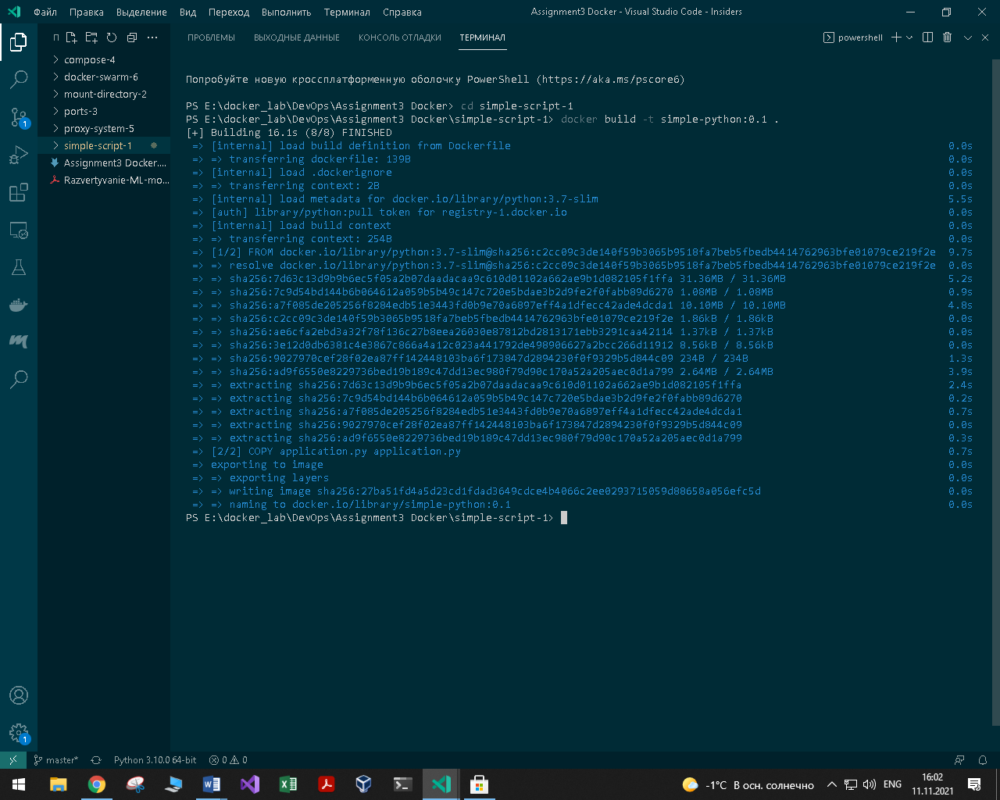 Файл Правка Выделение Вид Переход Выполнить Терминал Справка
Assignment3 Docker - Visual Studio Code - Insiders
compose-4
docker-swarm-6
mount-directory-2
ports-3
proxy-system-5
simple-script-1
Assignment3 Docker....
Razvertyvanie-ML-mo...
ПРОБЛЕМЫ ВЫХОДНЫЕ ДАННЫЕ КОНСОЛЬ ОТЛАДКИ ТЕРМИНАЛ
powershell
Попробуйте новую кроссплатформенную оболочку PowerShell (https://aka.ms/pscore6)
PS E:\docker_lab\DevOps\Assignment3 Docker> cd simple-script-1
PS E:\docker_lab\DevOps\Assignment3 Docker\simple-script-1> docker build -t simple-python:0.1 .
[+] Building 16.1s (8/8) FINISHED
=> [internal] load build definition from Dockerfile 0.0s
=> => transferring dockerfile: 139B 0.0s
=> [internal] load .dockerignore 0.0s
=> => transferring context: 2B 0.0s
=> [internal] load metadata for docker.io/library/python:3.7-slim 5.5s
=> [auth] library/python:pull token for registry-1.docker.io 0.0s
=> [internal] load build context 0.0s
=> => transferring context: 254B 0.0s
=> [1/2] FROM docker.io/library/python:3.7-slim@sha256:c2cc09c3de140f59b3065b9518fa7beb5fbedb4414762963bfe01079ce219f2e 9.7s
=> => resolve docker.io/library/python:3.7-slim@sha256:c2cc09c3de140f59b3065b9518fa7beb5fbedb4414762963bfe01079ce219f2e 0.0s
=> => sha256:7d63c13d9b9b6ec5f05a2b07daadacaa9c610d01102a662ae9b1d082105f1ffa 31.36MB / 31.36MB 5.2s
=> => sha256:7c9d54bd144b6b064612a059b5b49c147c720e5bdae3b2d9fe2f0fabb89d6270 1.08MB / 1.08MB 0.9s
=> => sha256:a7f085de205256f8284edb51e3443fd0b9e70a6897eff4a1dfecc42ade4dcda1 10.10MB / 10.10MB 4.8s
=> => sha256:c2cc09c3de140f59b3065b9518fa7beb5fbedb4414762963bfe01079ce219f2e 1.86kB / 1.86kB 0.0s
=> => sha256:ae6cfa2ebd3a32f78f136c27b8eea26030e87812bd2813171ebb3291caa42114 1.37kB / 1.37kB 0.0s
=> => sha256:3e12d0db6381c4e3867c866a4a12c023a441792de498906627a2bcc266d11912 8.56kB / 8.56kB 0.0s
=> => sha256:9027970cef28f02ea87ff142448103ba6f173847d2894230f0f9329b5d844c09 234B / 234B 1.3s
=> => sha256:ad9f6550e8229736bed19b189c47dd13ec980f79d90c170a52a205aec0d1a799 2.64MB / 2.64MB 3.9s
=> => extracting sha256:7d63c13d9b9b6ec5f05a2b07daadacaa9c610d01102a662ae9b1d082105f1ffa 2.4s
=> => extracting sha256:7c9d54bd144b6b064612a059b5b49c147c720e5bdae3b2d9fe2f0fabb89d6270 0.2s
=> => extracting sha256:a7f085de205256f8284edb51e3443fd0b9e70a6897eff4a1dfecc42ade4dcda1 0.7s
=> => extracting sha256:9027970cef28f02ea87ff142448103ba6f173847d2894230f0f9329b5d844c09 0.0s
=> => extracting sha256:ad9f6550e8229736bed19b189c47dd13ec980f79d90c170a52a205aec0d1a799 0.3s
=> [2/2] COPY application.py application.py 0.7s
=> exporting to image 0.0s
=> => exporting layers 0.0s
=> => writing image sha256:27ba51fd4a5d23cd1fdad3649cdce4b4066c2ee0293715059d88658a056efc5d 0.0s
=> => naming to docker.io/library/simple-python:0.1 0.0s
PS E:\docker_lab\DevOps\Assignment3 Docker\simple-script-1>
1
1
master* Python 3.10.0 64-bit 0 0
-1°C В осн. солнечно ENG
16:02
11.11.2021